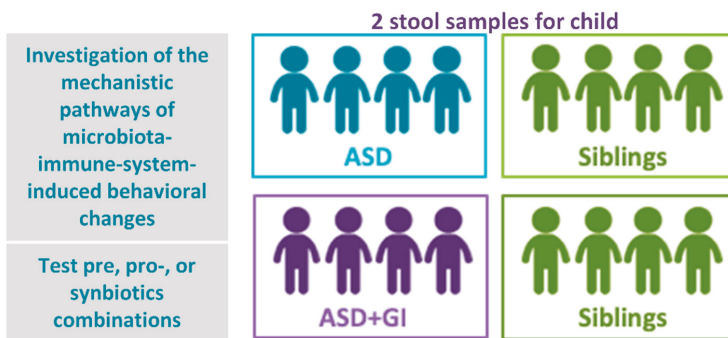 2 stool samples for child
Investigation of the
mechanistic
pathways of
microbiota-
immune-system-
induced behavioral
changes
ASD
Siblings
Test pre, pro-, or
synbiotics
combinations
ASD+GI
Siblings